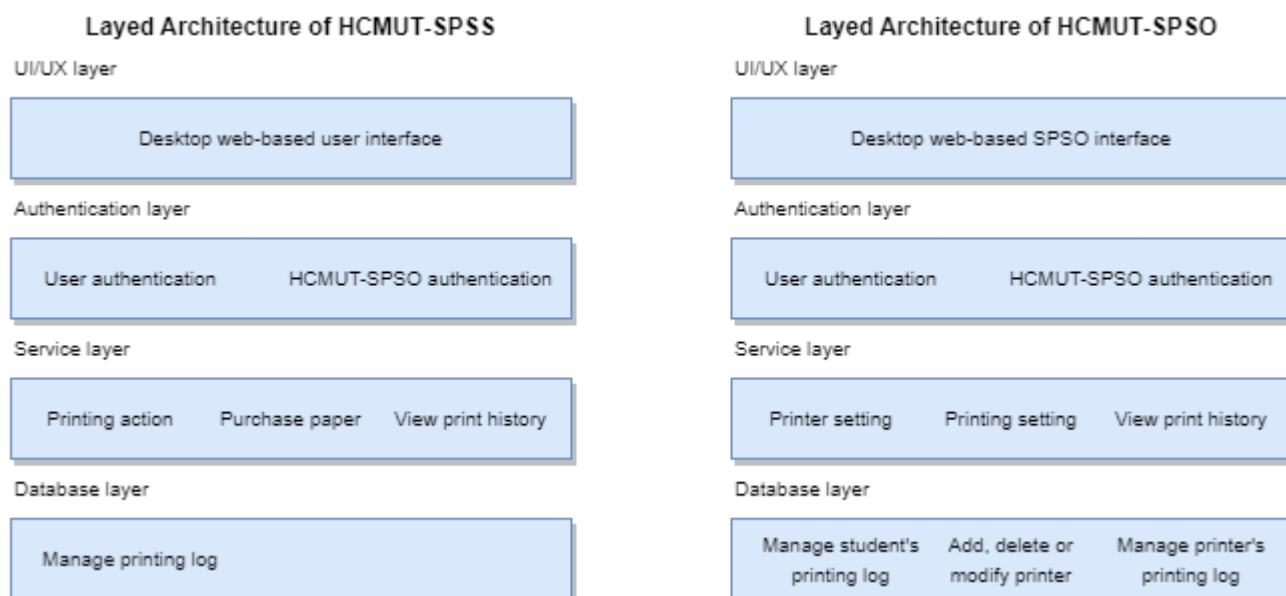 Layed Architecture of HCMUT-SPSS
UI/UX layer
Desktop web-based user interface
Authentication layer
User authentication
HCMUT-SPSO authentication
Service layer
Printing action
Purchase paper
View print history
Database layer
Manage printing log
Layed Architecture of HCMUT-SPSO
UI/UX layer
Desktop web-based SPSO interface
Authentication layer
User authentication
HCMUT-SPSO authentication
Service layer
Printer setting
Printing setting
View print history
Database layer
Manage student's
printing log
Add, delete or
modify printer
Manage printer's
printing log